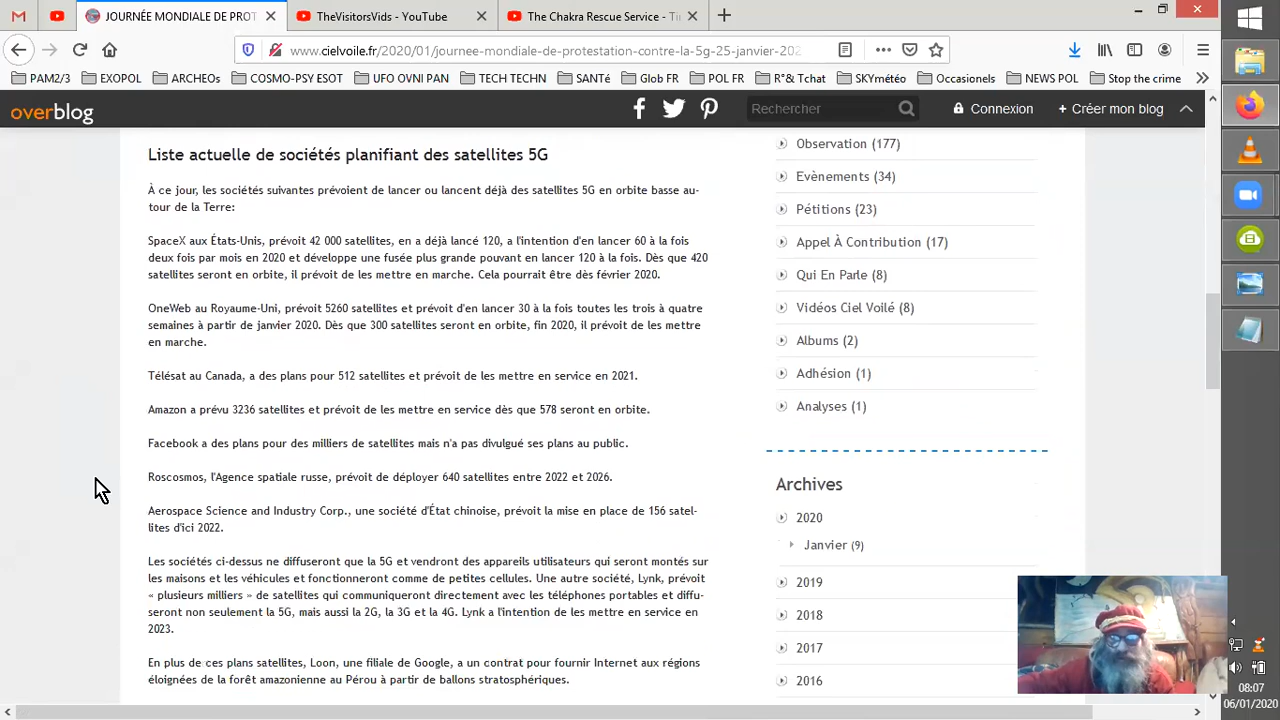 JOURNÉE MONDIALE DE PROT
TheVisitorsVids - YouTube
The Chakra Rescue Service - Ti
www.cielvoile.fr/2020/01/journee-mondiale-de-protestation-contre-la-5g-25-janvier-202
PAM2/3 EXOPOL ARCHEOs COSMO-PSY ESOT UFO OVNI PAN TECH TECHN SANTé Glob FR POL FR R°& Tchat SKYmétéo Occasionels NEWS POL Stop the crime
overblog
Rechercher
Connexion
+ Créer mon blog
Liste actuelle de sociétés planifiant des satellites 5G
À ce jour, les sociétés suivantes prévoient de lancer ou lancent déjà des satellites 5G en orbite basse au-
tour de la Terre:
SpaceX aux États-Unis, prévoit 42 000 satellites, en a déjà lancé 120, a l'intention d'en lancer 60 à la fois
deux fois par mois en 2020 et développe une fusée plus grande pouvant en lancer 120 à la fois. Dès que 420
satellites seront en orbite, il prévoit de les mettre en marche. Cela pourrait être dès février 2020.
OneWeb au Royaume-Uni, prévoit 5260 satellites et prévoit d'en lancer 30 à la fois toutes les trois à quatre
semaines à partir de janvier 2020. Dès que 300 satellites seront en orbite, fin 2020, il prévoit de les mettre
en marche.
Télésat au Canada, a des plans pour 512 satellites et prévoit de les mettre en service en 2021.
Amazon a prévu 3236 satellites et prévoit de les mettre en service dès que 578 seront en orbite.
Facebook a des plans pour des milliers de satellites mais n'a pas divulgué ses plans au public.
Roscosmos, l'Agence spatiale russe, prévoit de déployer 640 satellites entre 2022 et 2026.
Aerospace Science and Industry Corp., une société d'État chinoise, prévoit la mise en place de 156 satel-
lites d'ici 2022.
Les sociétés ci-dessus ne diffuseront que la 5G et vendront des appareils utilisateurs qui seront montés sur
les maisons et les véhicules et fonctionneront comme de petites cellules. Une autre société, Lynk, prévoit
« plusieurs milliers » de satellites qui communiqueront directement avec les téléphones portables et diffu-
seront non seulement la 5G, mais aussi la 2G, la 3G et la 4G. Lynk a l'intention de les mettre en service en
2023.
En plus de ces plans satellites, Loon, une filiale de Google, a un contrat pour fournir Internet aux régions
éloignées de la forêt amazonienne au Pérou à partir de ballons stratosphériques.
Observation (177)
Evènements (34)
Pétitions (23)
Appel À Contribution (17)
Qui En Parle (8)
Vidéos Ciel Voilé (8)
Albums (2)
Adhésion (1)
Analyses (1)
Archives
2020
Janvier (9)
2019
2018
2017
2016
08:07
06/01/2020